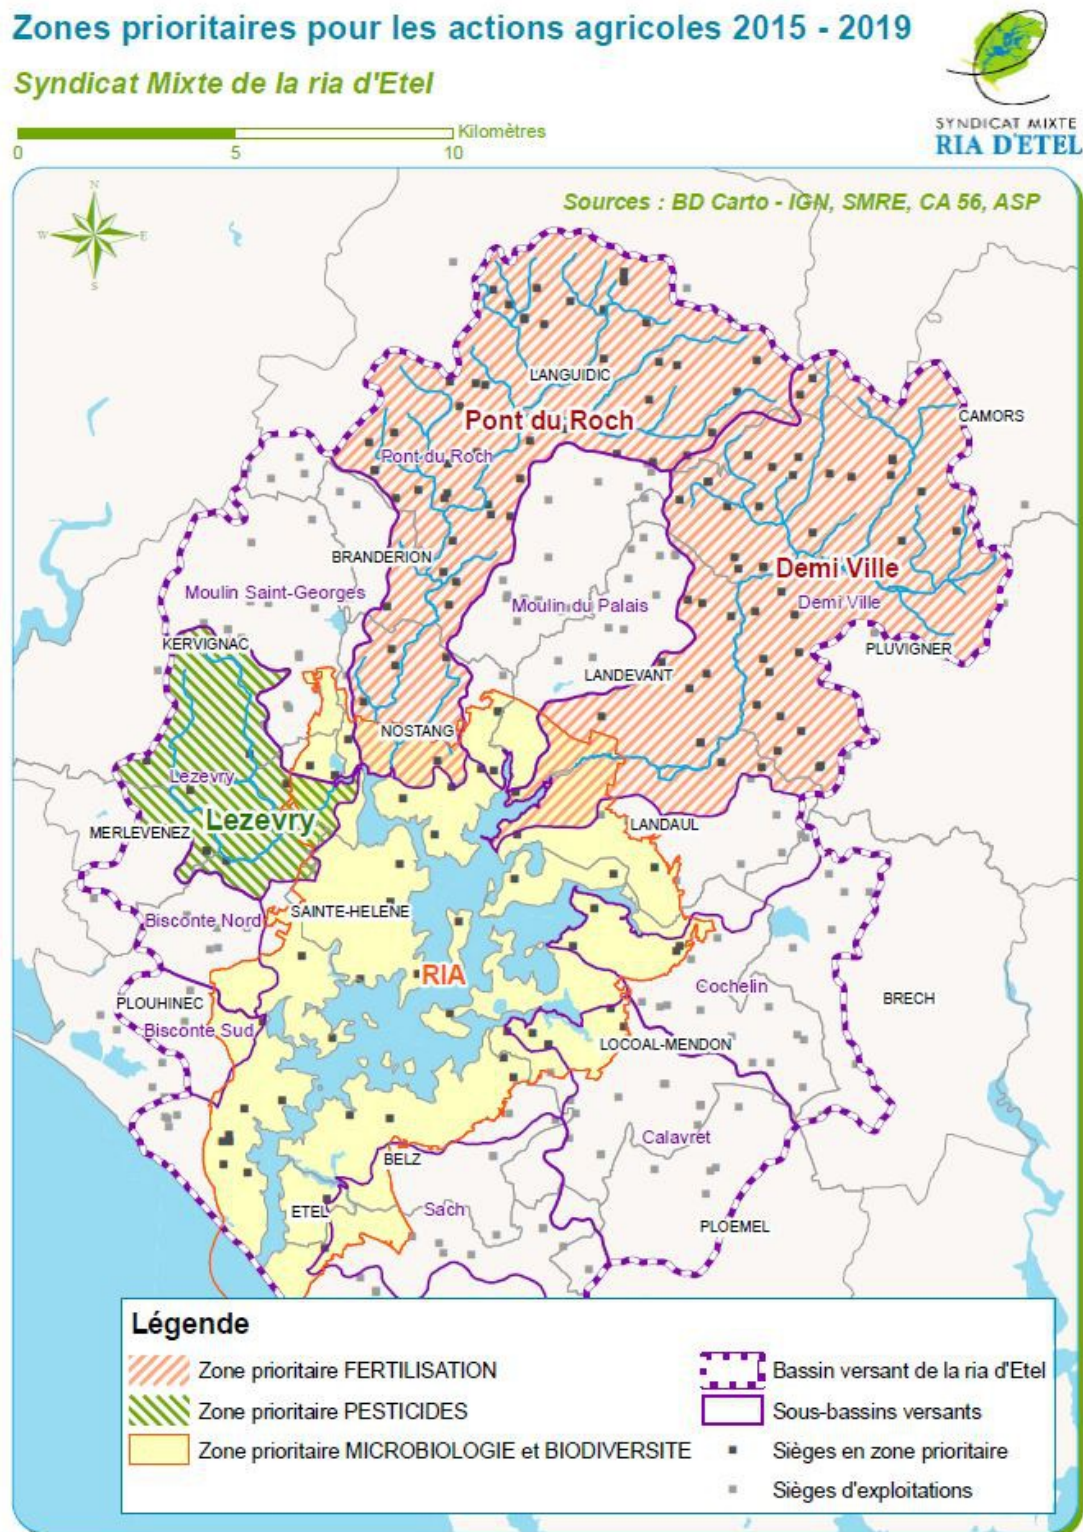 Zones prioritaires pour les actions agricoles 2015 - 2019
Syndicat Mixte de la ria d'Etel
SYNDICAT MIXTE
RIA D'ETEL
Kilomètres
0 5 10
Sources : BD Carto - IGN, SMRE, CA 56, ASP
N
W E
S
LANGUIDIC
CAMORS
Pont du Roch
Pont du Roch
BRANDERION
Demi Ville
Moulin Saint-Georges
Moulin du Palais
Demi Ville
KERVIGNAC
PLUVIGNER
LANDEVANT
NOSTANG
Lezevry
Lezevry
MERLEVENEZ
LANDAUL
SAINTE-HELENE
Bisconte Nord
RIA
Cochelin
PLOUHINEC
BRECH
Bisconte Sud
LOCOAL-MENDON
Calavret
BELZ
ETEL
Sach
PLOEMEL
Légende
Zone prioritaire FERTILISATION
Zone prioritaire PESTICIDES
Zone prioritaire MICROBIOLOGIE et BIODIVERSITE
Bassin versant de la ria d'Etel
Sous-bassins versants
Sièges en zone prioritaire
Sièges d'exploitations